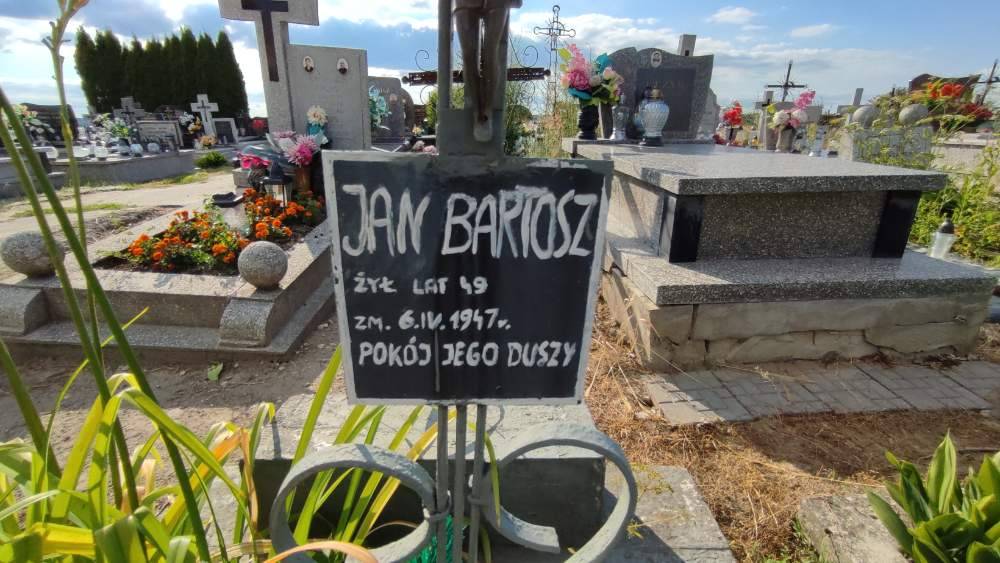 JAN BARTOSZ
ŻYŁ LAT 49
ZM. 6.IV.1947r.
POKÓJ JEGO DUSZY